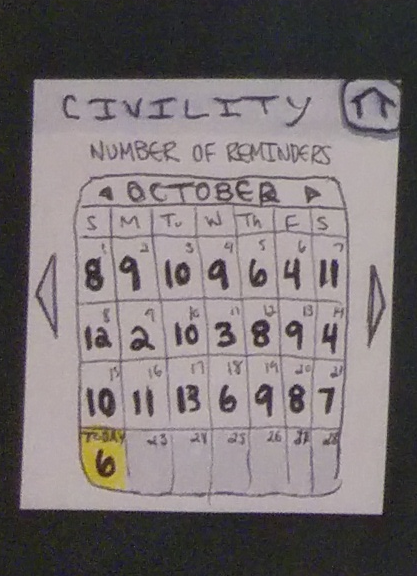 CIVILITY
NUMBER OF REMINDERS
OCTOBER
S M Tu W Th F S
1 2 3 4 5 6 7
8 9 10 9 6 4 11
8 9 10 11 12 13 14
12 2 10 3 8 9 4
15 16 17 18 19 20 21
10 11 13 6 9 8 7
TODAY 23 24 25 26 27 28
6